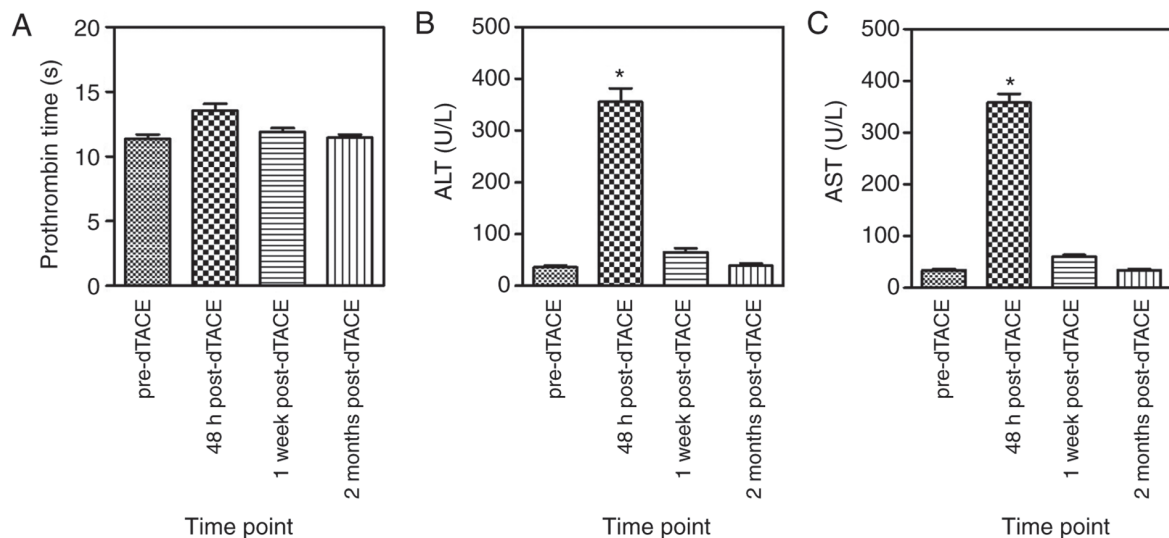 A
Prothrombin time (s)
20
15
10
5
0
pre-dTACE
48 h post-dTACE
1 week post-dTACE
2 months post-dTACE
Time point
B
ALT (U/L)
500
400
300
200
100
0
*
pre-dTACE
48 h post-dTACE
1 week post-dTACE
2 months post-dTACE
Time point
C
AST (U/L)
500
400
300
200
100
0
*
pre-dTACE
48 h post-dTACE
1 week post-dTACE
2 months post-dTACE
Time point